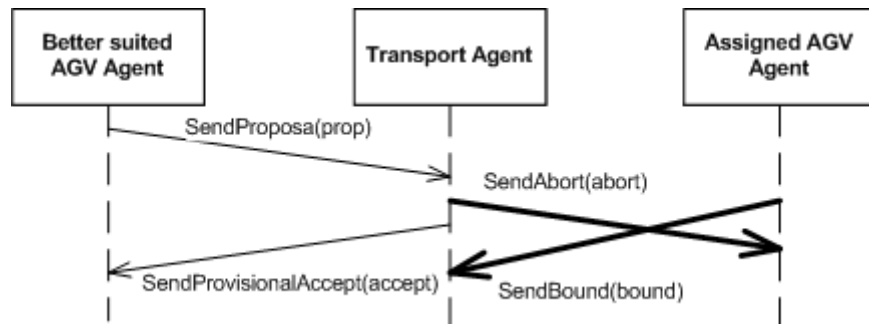 Better suited
AGV Agent
Transport Agent
Assigned AGV
Agent
SendProposa(prop)
SendAbort(abort)
SendProvisionalAccept(accept)
SendBound(bound)